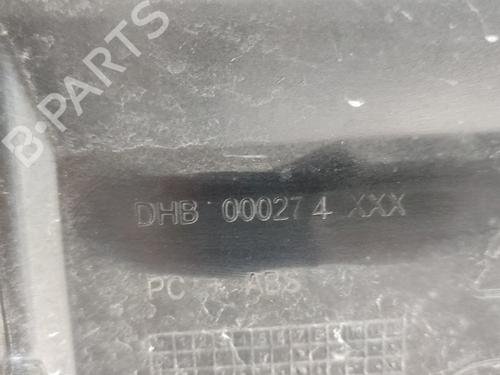 B-PARTS
DHB 000274 XXX
PC + ABS